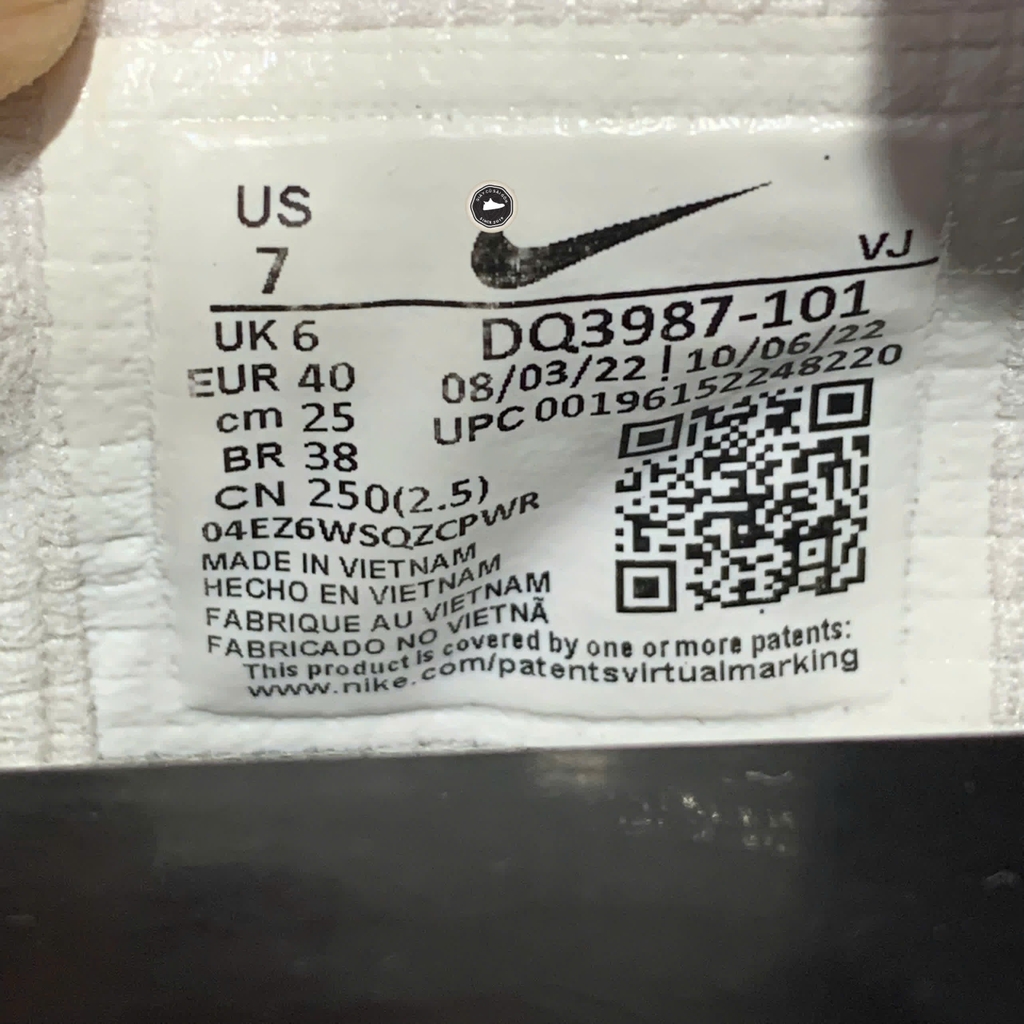 US
7
VJ
UK 6
EUR 40
cm 25
BR 38
CN 250(2.5)
DQ3987-101
08/03/22 | 10/06/22
UPC 00196152248220
04EZ6WSQZCPWR
MADE IN VIETNAM
HECHO EN VIETNAM
FABRIQUE AU VIETNAM
FABRICADO NO VIETNÃ
This product is covered by one or more patents:
www.nike.com/patentsvirtualmarking